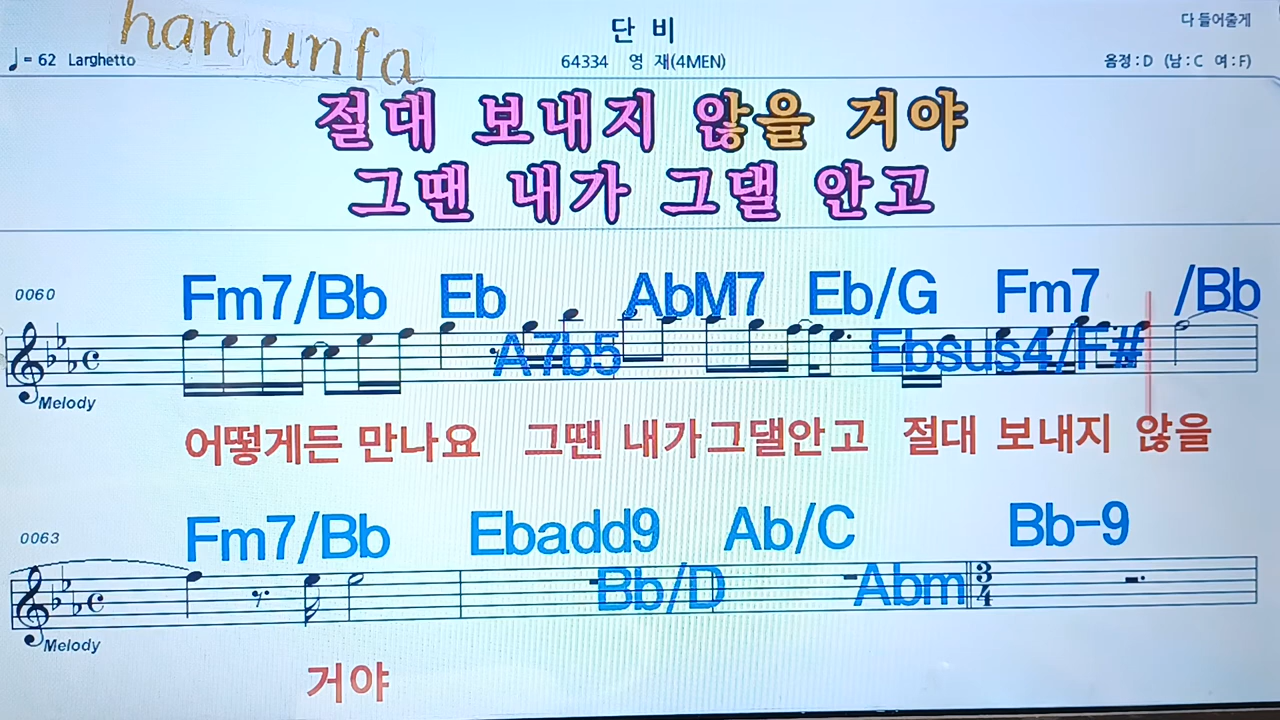 han unfa
단 비
다 들어줄게
♩= 62 Larghetto
64334 영 재(4MEN)
음정:D (남:C 여:F)
절대 보내지 않을 거야
그땐 내가 그댈 안고
0060
Fm7/Bb Eb AbM7 Eb/G Fm7 /Bb
A7b5 Ebsus4/F#
Melody
어떻게든 만나요 그땐 내가그댈안고 절대 보내지 않을
0063
Fm7/Bb Ebadd9 Ab/C Bb-9
Bb/D Abm
3
4
Melody
거야